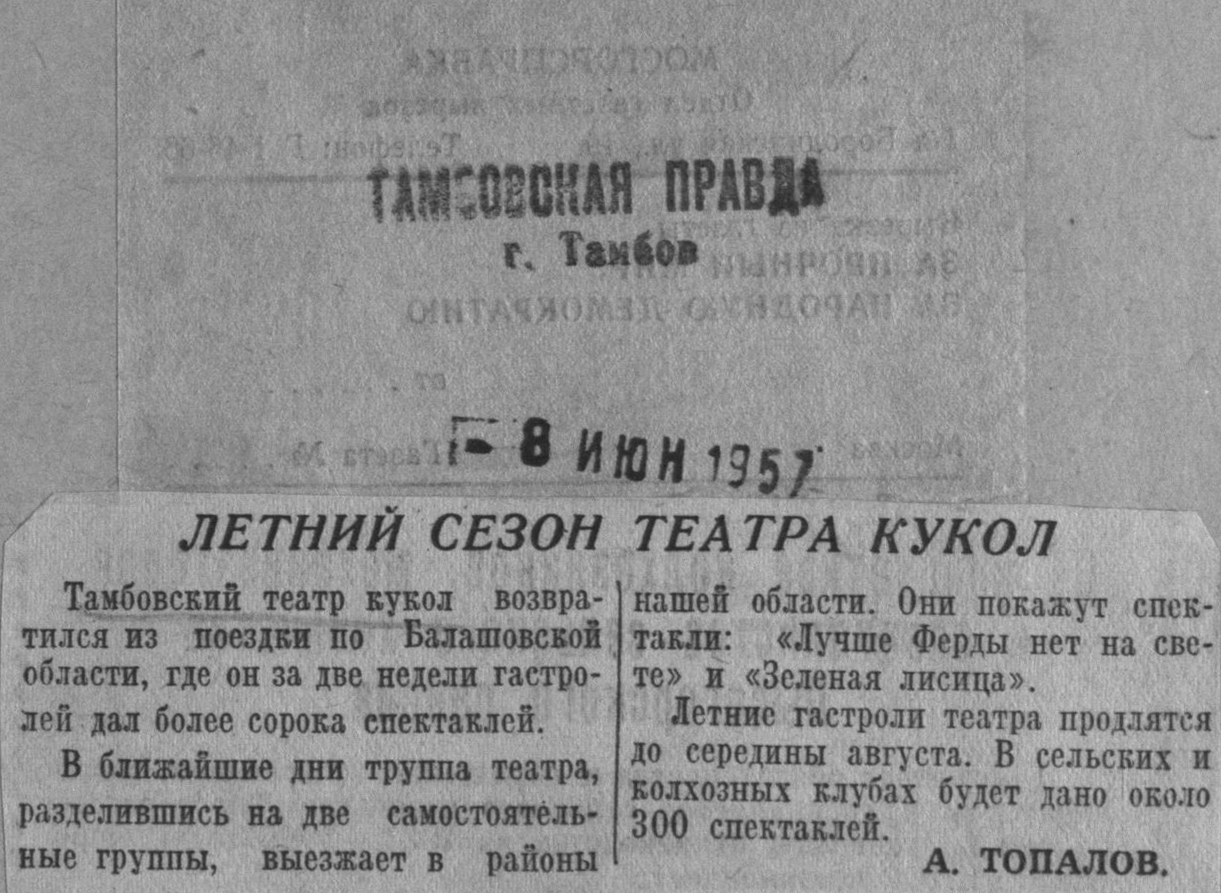 ТАМБОВСКАЯ ПРАВДА
г. Тамбов
- 8 ИЮН 1957
ЛЕТНИЙ СЕЗОН ТЕАТРА КУКОЛ
Тамбовский театр кукол возвра-
тился из поездки по Балашовской
области, где он за две недели гастро-
лей дал более сорока спектаклей.
В ближайшие дни труппа театра,
разделившись на две самостоятель-
ные группы, выезжает в районы
нашей области. Они покажут спек-
такли: «Лучше Ферды нет на све-
те» и «Зеленая лисица».
Летние гастроли театра продлятся
до середины августа. В сельских и
колхозных клубах будет дано около
300 спектаклей.
А. ТОПАЛОВ.